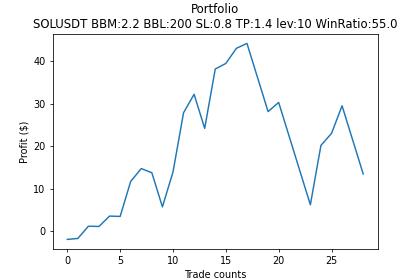 Portfolio
SOLUSDT BBM:2.2 BBL:200 SL:0.8 TP:1.4 lev:10 WinRatio:55.0
Profit ($)
40
30
20
10
0
0 5 10 15 20 25
Trade counts